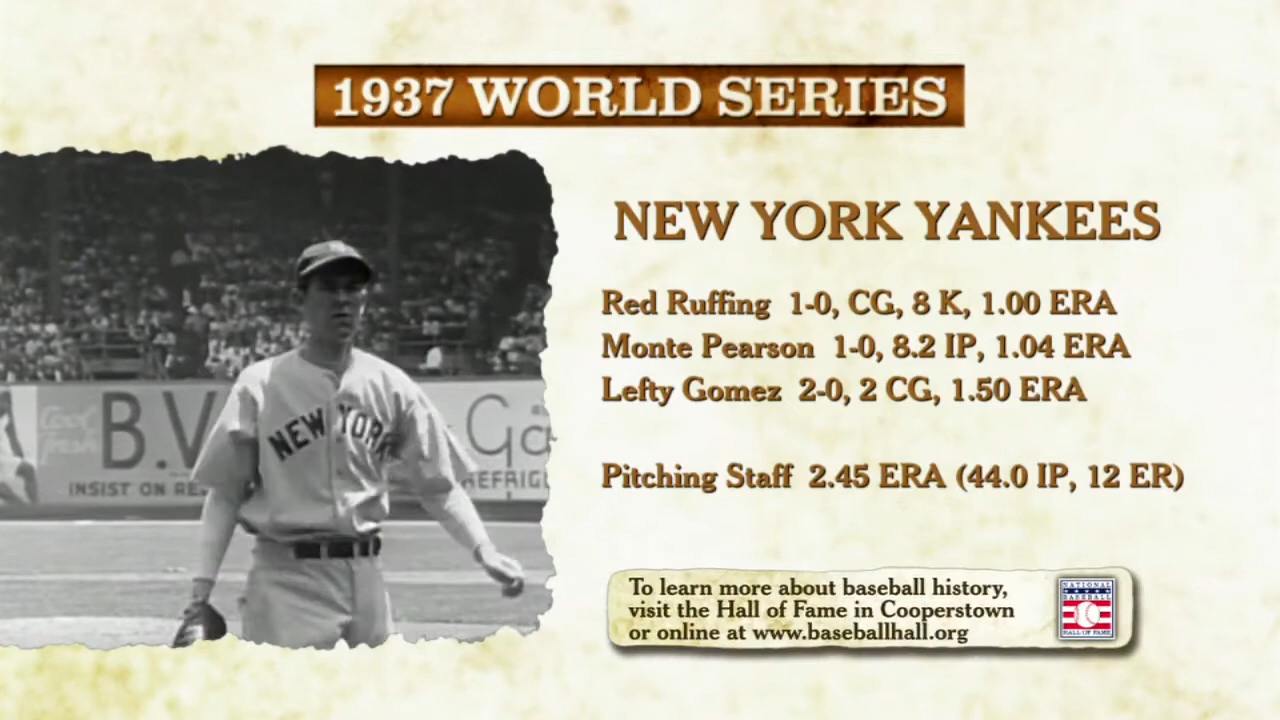 1937 WORLD SERIES
NEW YORK YANKEES
Red Ruffing 1-0, CG, 8 K, 1.00 ERA
Monte Pearson 1-0, 8.2 IP, 1.04 ERA
Lefty Gomez 2-0, 2 CG, 1.50 ERA
Pitching Staff 2.45 ERA (44.0 IP, 12 ER)
Good
fresh
B.V
INSIST ON
NEW YORK
To learn more about baseball history,
visit the Hall of Fame in Cooperstown
or online at www.baseballhall.org
NATIONAL
BASEBALL
HALL OF FAME